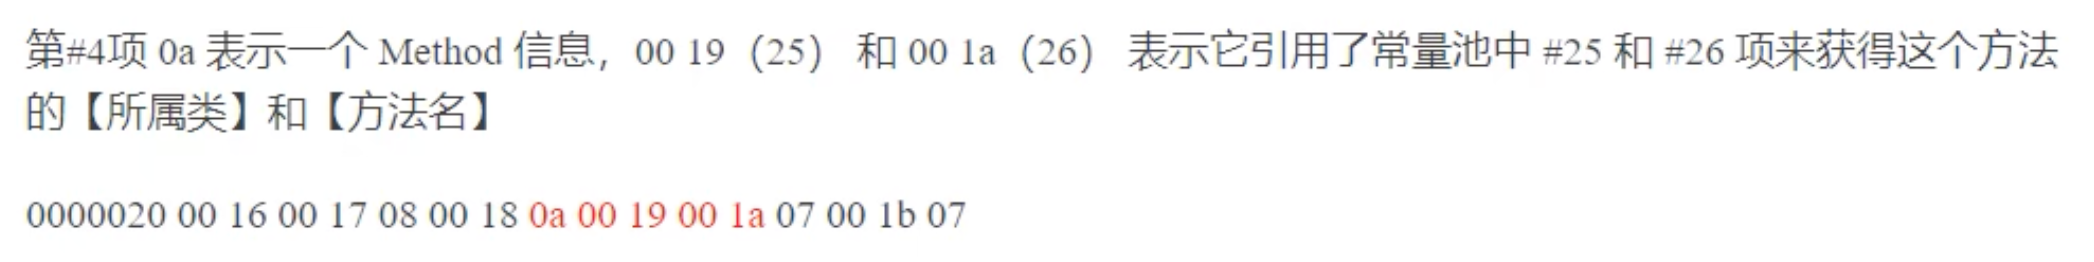 第#4项 0a 表示一个 Method 信息，00 19（25） 和 00 1a（26） 表示它引用了常量池中 #25 和 #26 项来获得这个方法
的【所属类】和【方法名】
0000020 00 16 00 17 08 00 18 0a 00 19 00 1a 07 00 1b 07